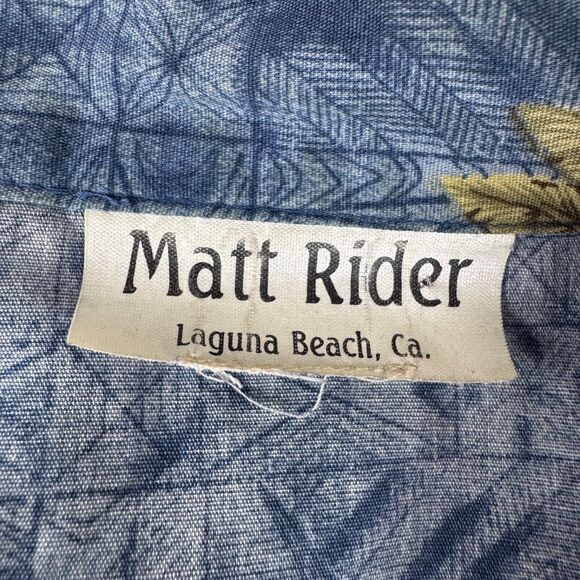 Matt Rider
Laguna Beach, Ca.